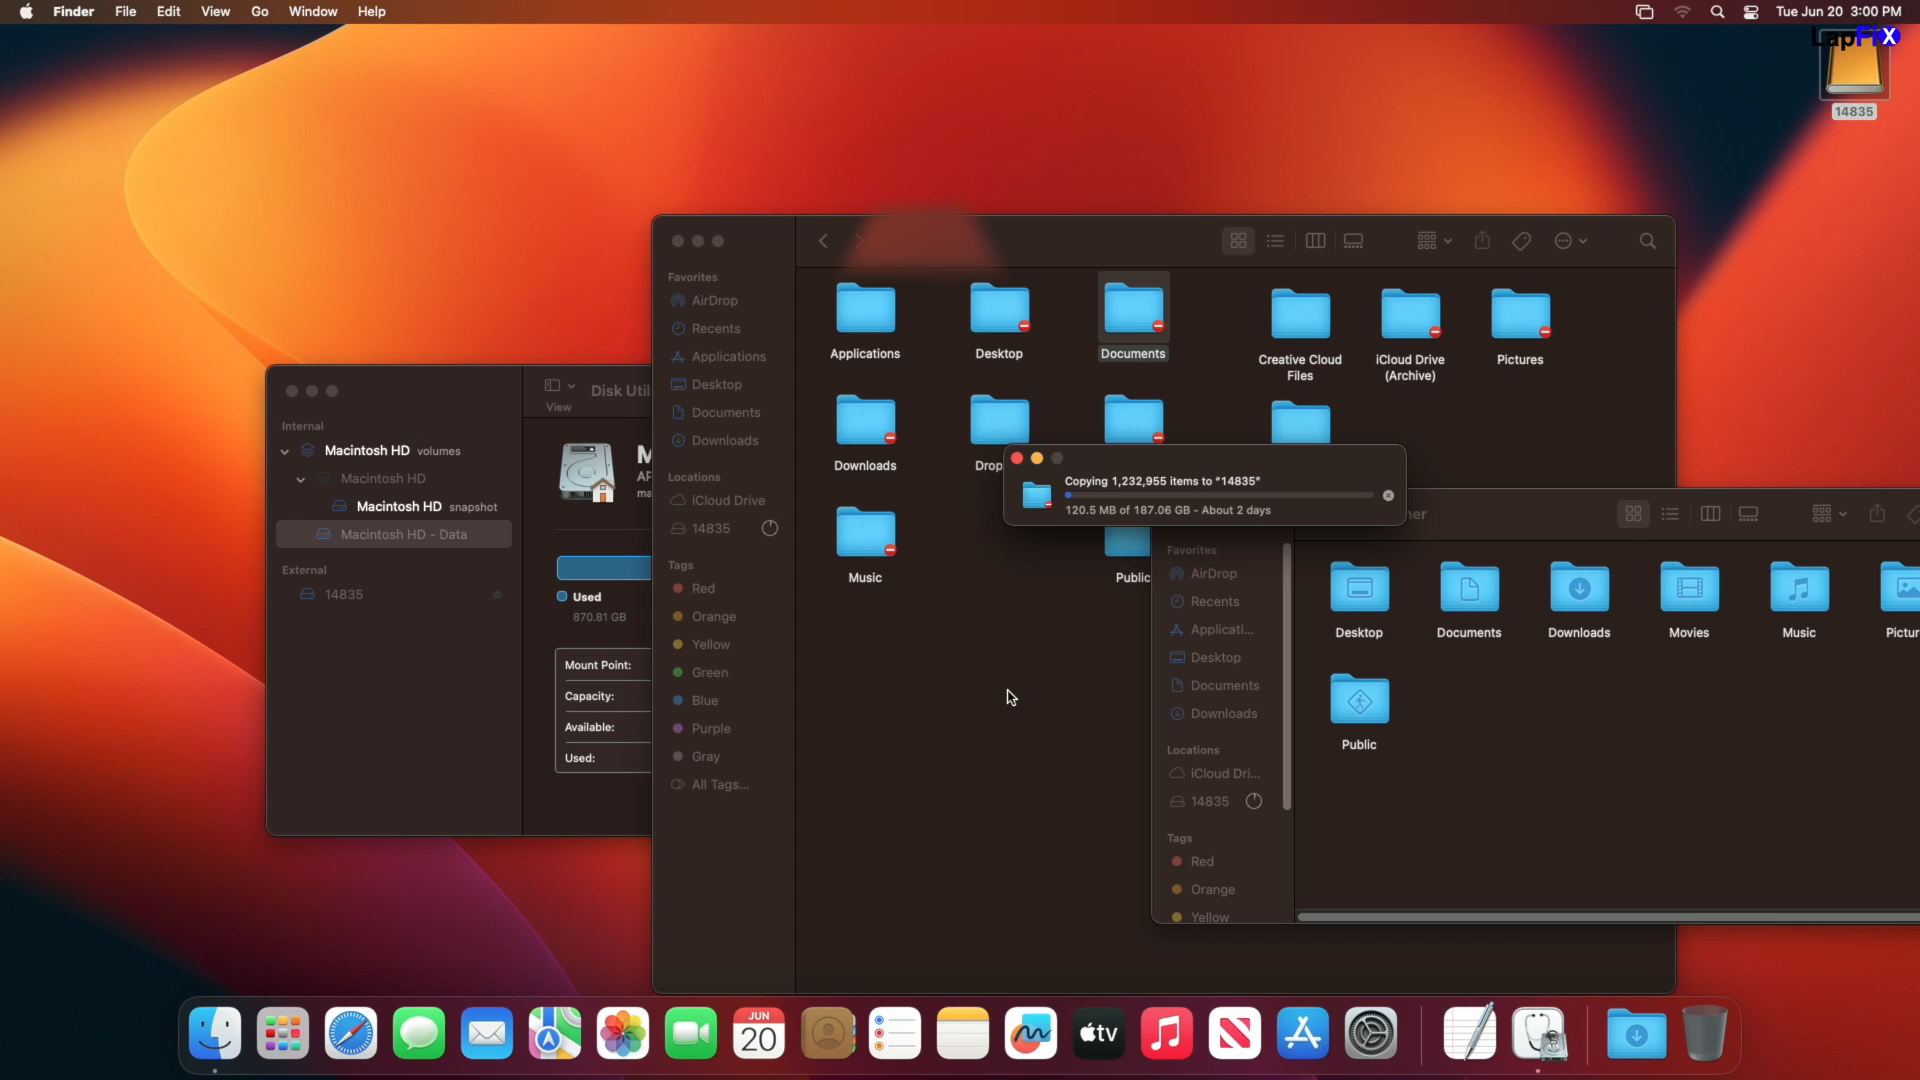 Finder File Edit View Go Window Help
Tue Jun 20 3:00 PM
LapFiX
14835
Favorites
AirDrop
Recents
Applications
Desktop
Documents
Downloads
Locations
iCloud Drive
14835
Tags
Red
Orange
Yellow
Green
Blue
Purple
Gray
All Tags...
Applications Desktop Documents
Creative Cloud Files
iCloud Drive (Archive)
Pictures
Downloads
Drop
Music
Public
View
Disk Util
Internal
Macintosh HD volumes
Macintosh HD
Macintosh HD snapshot
Macintosh HD - Data
External
14835
M
AP
ma
Used
870.81 GB
Mount Point:
Capacity:
Available:
Used:
Copying 1,232,955 items to "14835"
120.5 MB of 187.06 GB - About 2 days
ner
Favorites
AirDrop
Recents
Applicati...
Desktop
Documents
Downloads
Locations
iCloud Dri...
14835
Tags
Red
Orange
Yellow
Desktop Documents Downloads Movies Music Pictur
Public
JUN
20
tv